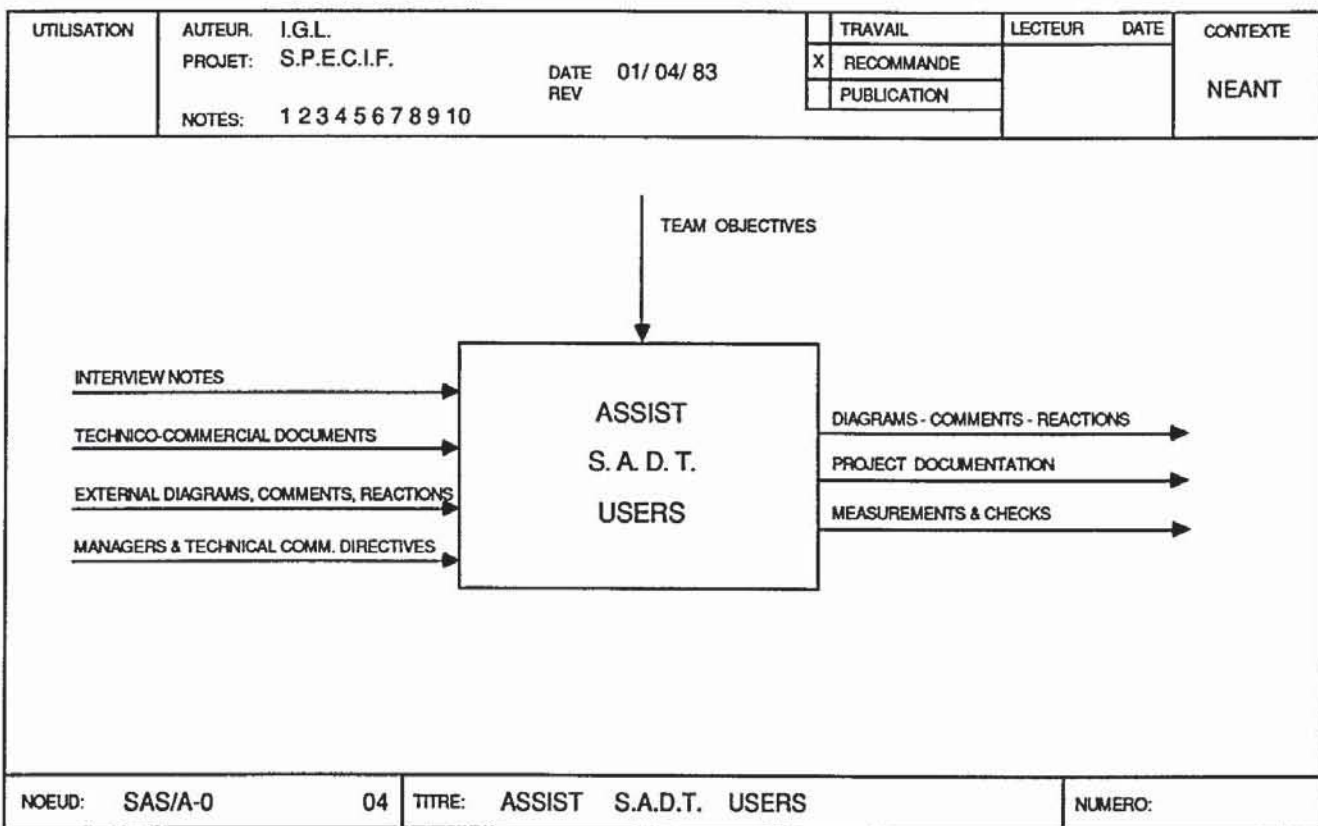 UTILISATION
AUTEUR. I.G.L.
PROJET: S.P.E.C.I.F.
DATE 01/ 04/ 83
REV
NOTES: 1 2 3 4 5 6 7 8 9 10
TRAVAIL
X RECOMMANDE
PUBLICATION
LECTEUR DATE
CONTEXTE
NEANT
TEAM OBJECTIVES
INTERVIEW NOTES
TECHNICO-COMMERCIAL DOCUMENTS
EXTERNAL DIAGRAMS, COMMENTS, REACTIONS
MANAGERS & TECHNICAL COMM. DIRECTIVES
ASSIST
S. A. D. T.
USERS
DIAGRAMS - COMMENTS - REACTIONS
PROJECT DOCUMENTATION
MEASUREMENTS & CHECKS
NOEUD: SAS/A-0 04
TITRE: ASSIST S.A.D.T. USERS
NUMERO: